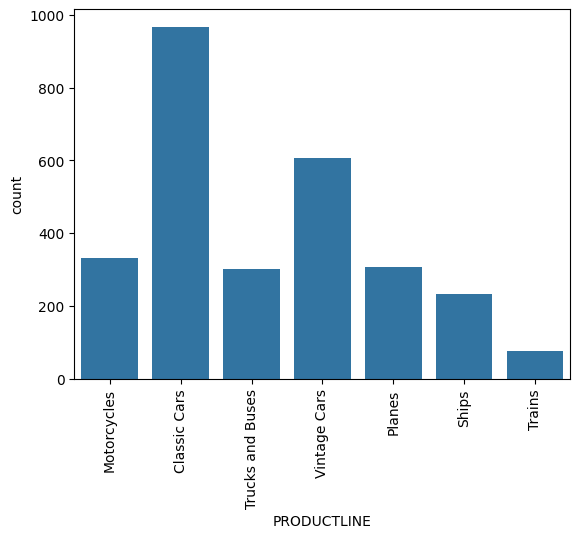 1000
800
600
400
200
0
count
Motorcycles
Classic Cars
Trucks and Buses
Vintage Cars
Planes
Ships
Trains
PRODUCTLINE